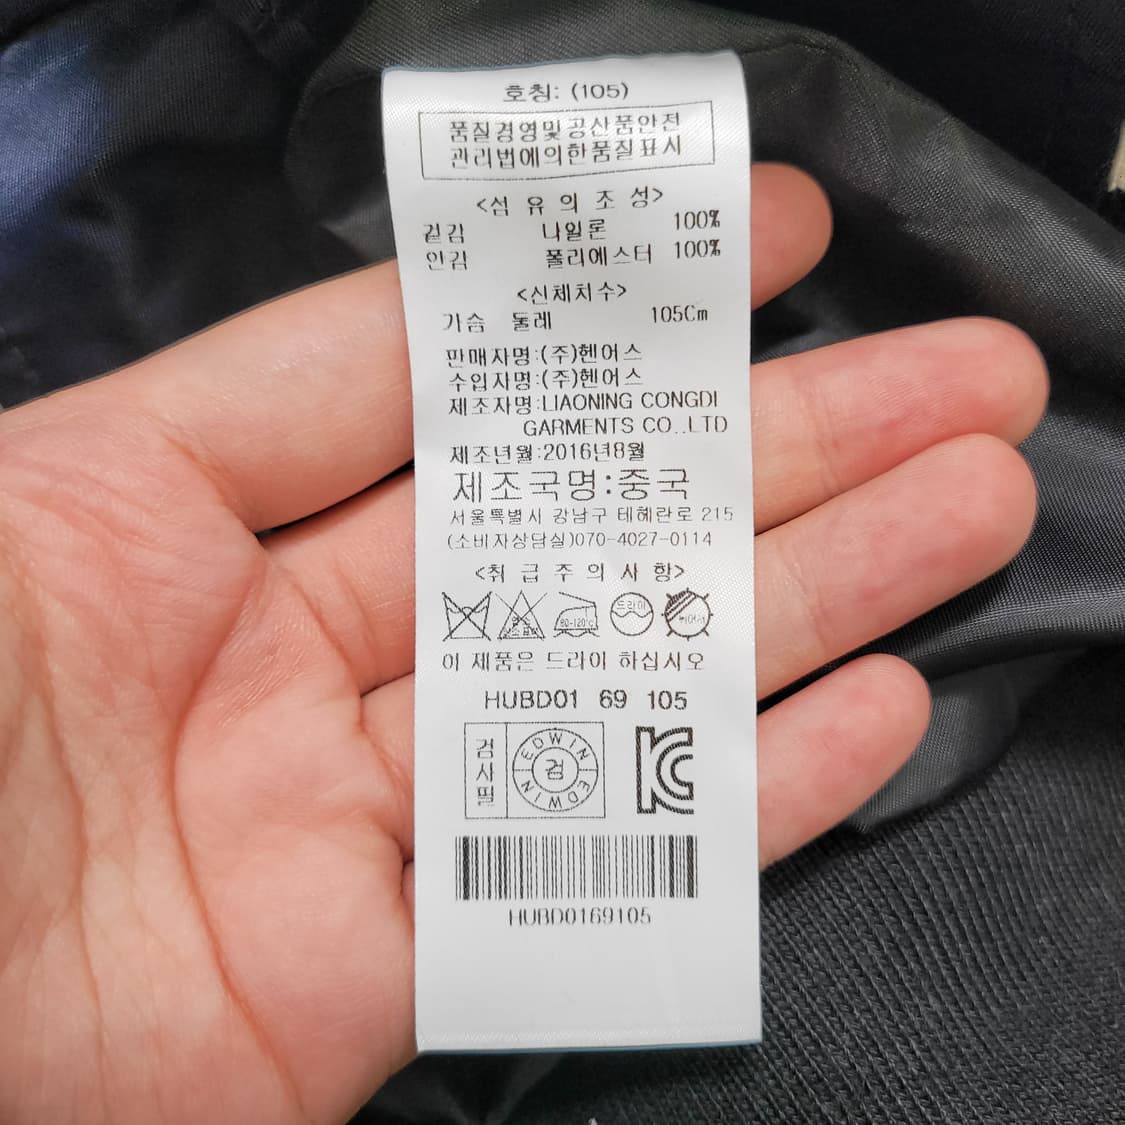 호칭: (105)
품질경영및공산품안전
관리법에의한품질표시
<섬 유 의 조 성>
겉감 나일론 100%
안감 폴리에스터 100%
<신체치수>
가슴 둘레 105Cm
판매자명:(주)헨어스
수입자명:(주)헨어스
제조자명:LIAONING CONGDI
GARMENTS CO..LTD
제조년월:2016년8월
제조국명:중국
서울특별시 강남구 테헤란로 215
(소비자상담실)070-4027-0114
<취 급 주 의 사 항>
80-120℃ 드라이
이 제품은 드라이 하십시오
HUBD01 69 105
검사필
EDWIN
검
EDWIN
HUBD0169105